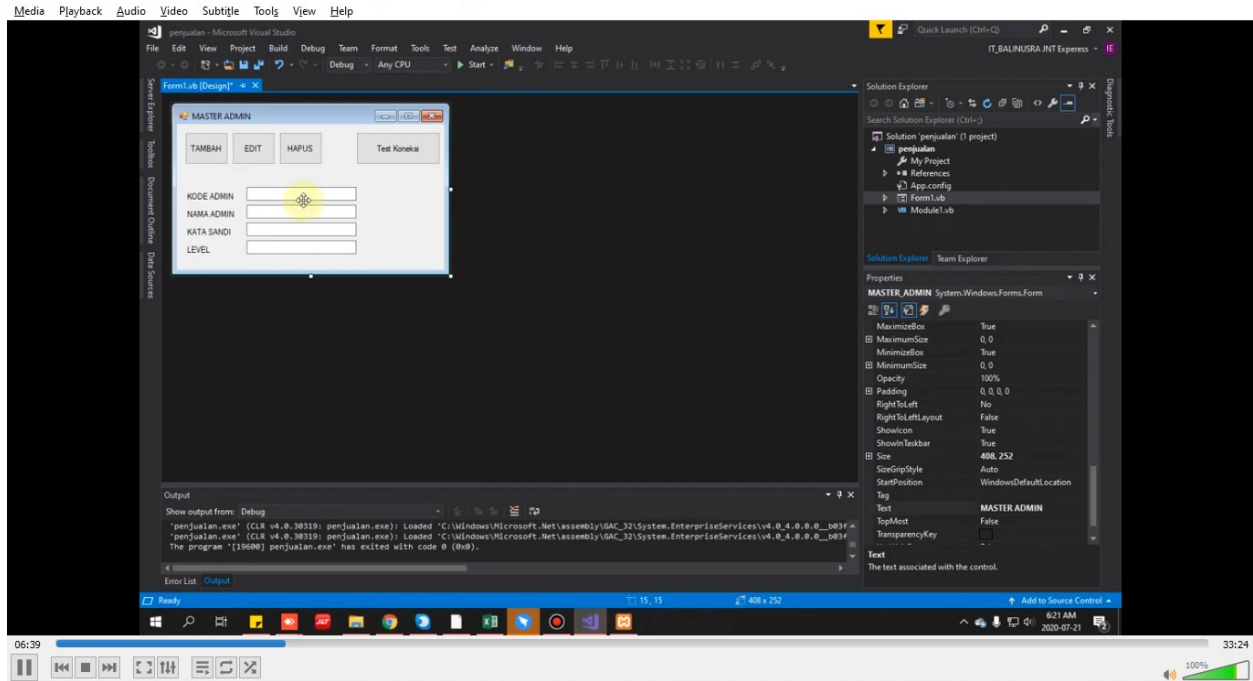 Media Playback Audio Video Subtitle Tools View Help
penjualan - Microsoft Visual Studio
Quick Launch (Ctrl+Q)
File Edit View Project Build Debug Team Format Tools Test Analyze Window Help
IT_BALINUSRA JNT Experess
IE
Debug Any CPU Start
Server Explorer
Toolbox
Document Outline
Data Sources
Form1.vb [Design]*
MASTER ADMIN
TAMBAH EDIT HAPUS Test Koneksi
KODE ADMIN
NAMA ADMIN
KATA SANDI
LEVEL
Solution Explorer
Search Solution Explorer (Ctrl+;)
Solution 'penjualan' (1 project)
penjualan
My Project
References
App.config
Form1.vb
VB Module1.vb
Solution Explorer Team Explorer
Diagnostic Tools
Properties
MASTER_ADMIN System.Windows.Forms.Form
MaximizeBox True
MaximumSize 0, 0
MinimizeBox True
MinimumSize 0, 0
Opacity 100%
Padding 0, 0, 0, 0
RightToLeft No
RightToLeftLayout False
ShowIcon True
ShowInTaskbar True
Size 408, 252
SizeGripStyle Auto
StartPosition WindowsDefaultLocation
Tag
Text MASTER ADMIN
TopMost False
TransparencyKey
Text
The text associated with the control.
Output
Show output from: Debug
'penjualan.exe' (CLR v4.0.30319: penjualan.exe): Loaded 'C:\Windows\Microsoft.Net\assembly\GAC_32\System.EnterpriseServices\v4.0_4.0.0.0__b03f
'penjualan.exe' (CLR v4.0.30319: penjualan.exe): Loaded 'C:\Windows\Microsoft.Net\assembly\GAC_32\System.EnterpriseServices\v4.0_4.0.0.0__b03f
The program '[19600] penjualan.exe' has exited with code 0 (0x0).
Error List Output
Ready 15, 15 408 x 252 Add to Source Control
6:21 AM
2020-07-21
06:39 33:24
100%